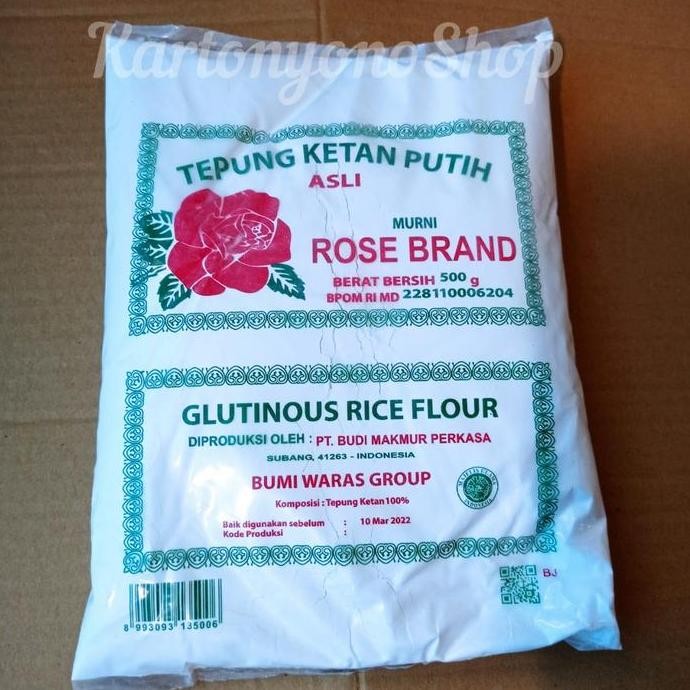 KartonyonoShop
TEPUNG KETAN PUTIH
ASLI
MURNI
ROSE BRAND
BERAT BERSIH 500 g
BPOM RI MD 228110006204
GLUTINOUS RICE FLOUR
DIPRODUKSI OLEH : PT. BUDI MAKMUR PERKASA
SUBANG, 41263 - INDONESIA
BUMI WARAS GROUP
Komposisi : Tepung Ketan 100%
Baik digunakan sebelum : 10 Mar 2022
Kode Produksi :
BJ
8 993093 135006